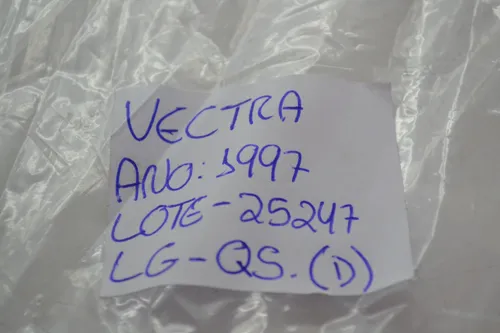 VECTRA
ANO: 1997
LOTE - 25247
LG - QS. (D)